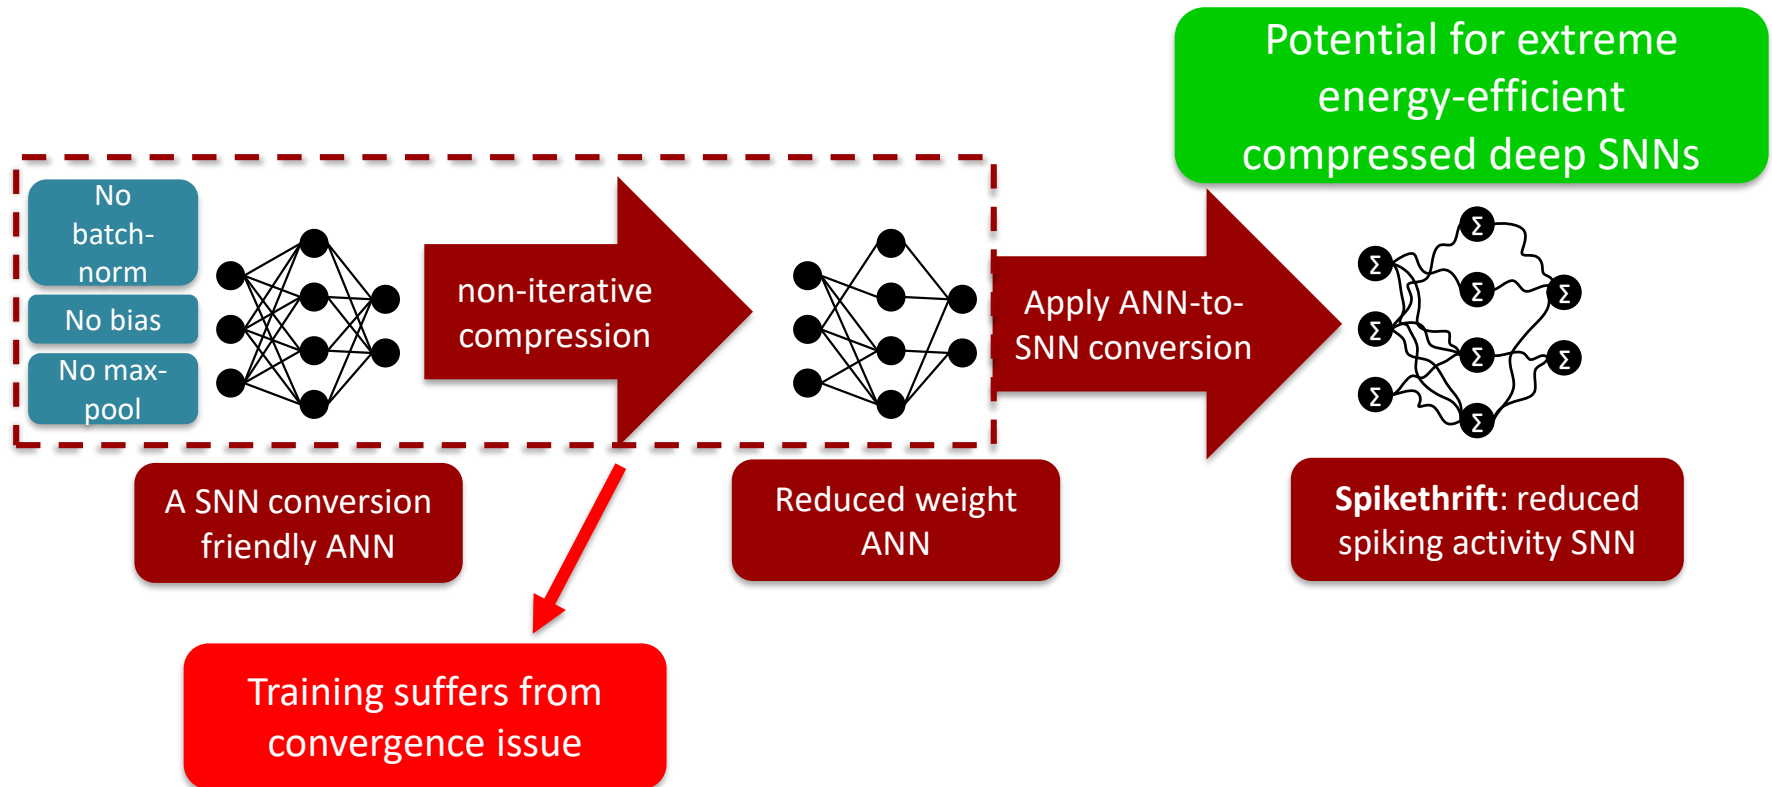 Potential for extreme
energy-efficient
compressed deep SNNs
No
batch-
norm
No bias
No max-
pool
non-iterative
compression
Apply ANN-to-
SNN conversion
Σ
Σ
Σ
Σ
Σ
Σ
Σ
Σ
Σ
A SNN conversion
friendly ANN
Reduced weight
ANN
Spikethrift: reduced
spiking activity SNN
Training suffers from
convergence issue